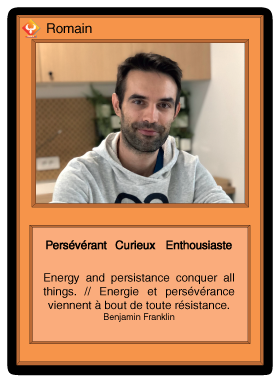 Romain
Persévérant Curieux Enthousiaste
Energy and persistance conquer all
things. // Energie et persévérance
viennent à bout de toute résistance.
Benjamin Franklin